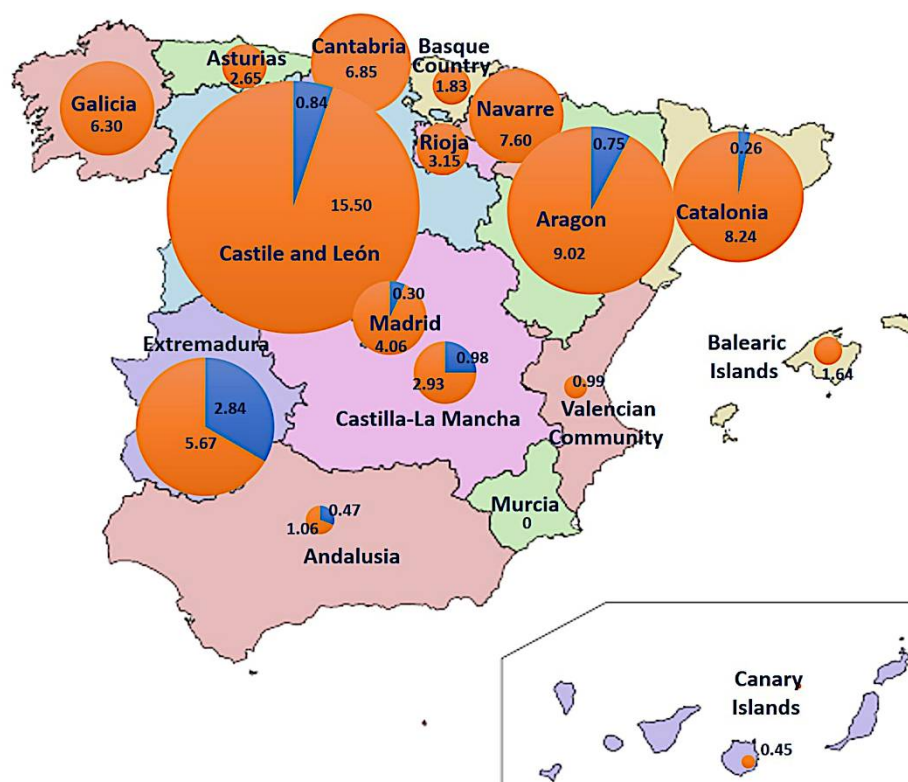 Cantabria
6.85
Basque
Country
1.83
Asturias
2.65
Galicia
6.30
0.84
15.50
Castile and León
Navarre
7.60
Rioja
3.15
0.75
Aragon
9.02
0.26
Catalonia
8.24
0.30
Madrid
4.06
Extremadura
2.84
5.67
0.98
2.93
Castilla-La Mancha
0.99
Valencian
Community
Balearic
Islands
1.64
Murcia
0
0.47
1.06
Andalusia
Canary
Islands
0.45